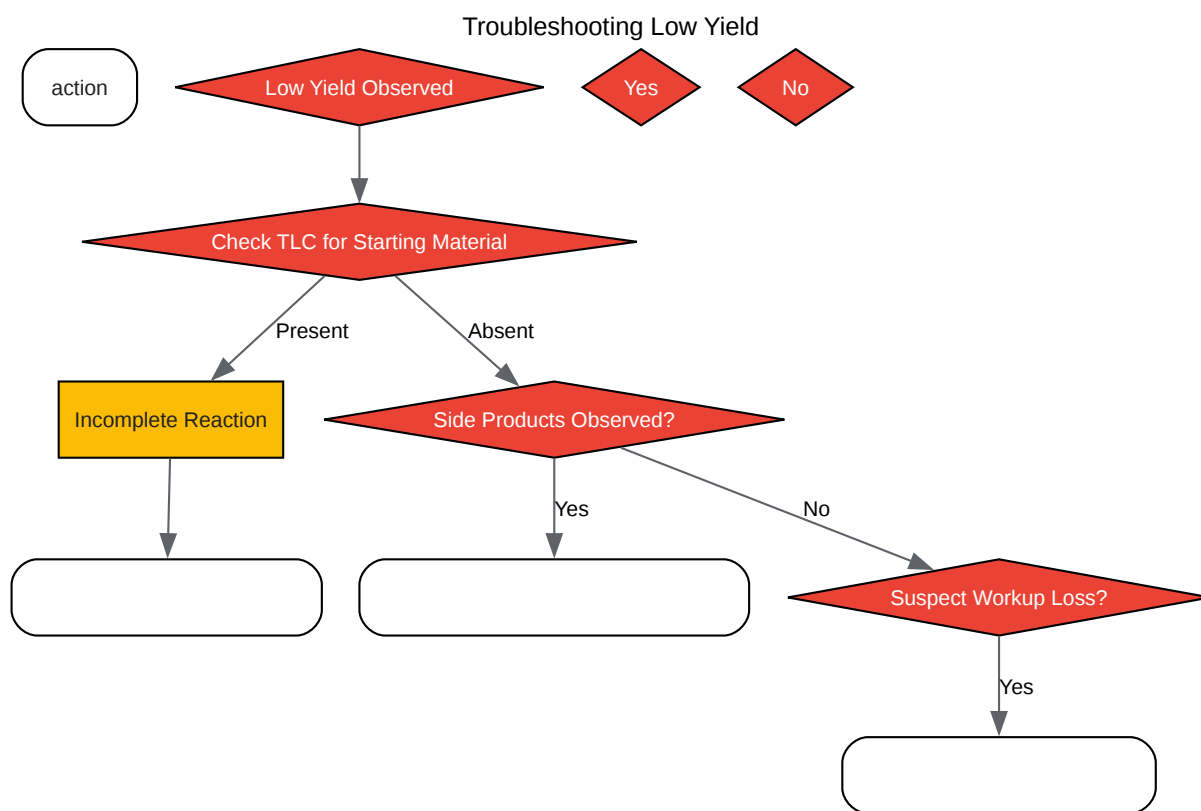 Troubleshooting Low Yield
action
Low Yield Observed
Yes
No
Check TLC for Starting Material
Present
Absent
Incomplete Reaction
Side Products Observed?
Yes
No
Suspect Workup Loss?
Yes